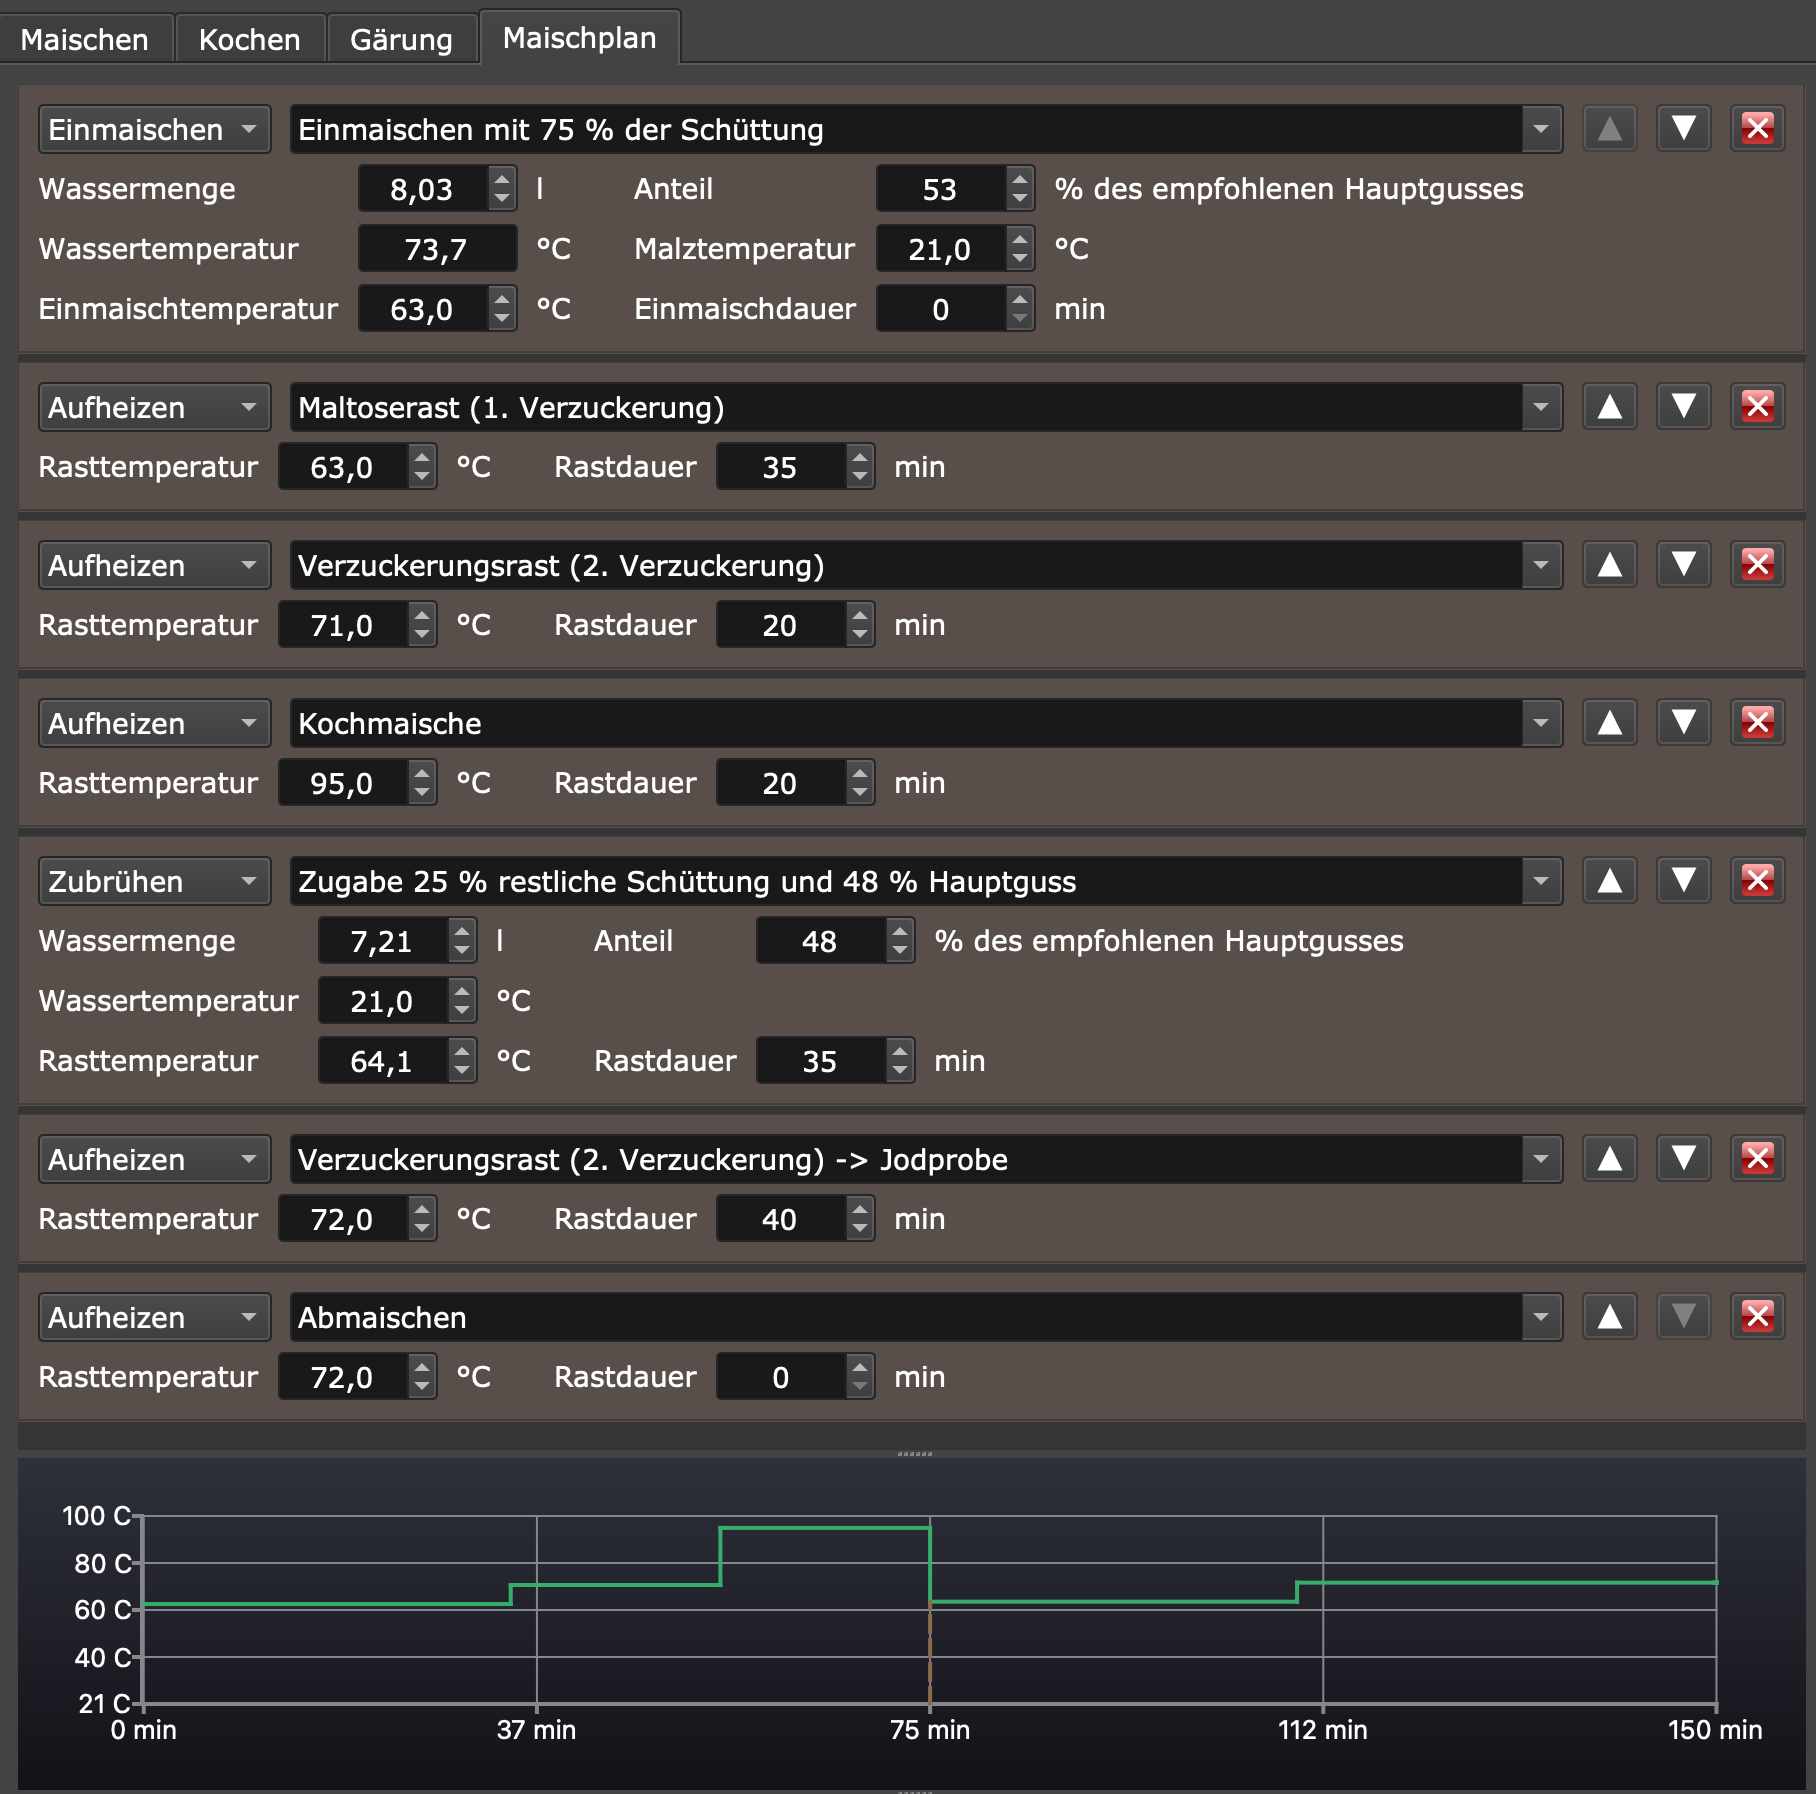 Maischen Kochen Gärung Maischplan
Einmaischen Einmaischen mit 75 % der Schüttung
Wassermenge 8,03 l Anteil 53 % des empfohlenen Hauptgusses
Wassertemperatur 73,7 °C Malztemperatur 21,0 °C
Einmaischtemperatur 63,0 °C Einmaischdauer 0 min
Aufheizen Maltoserast (1. Verzuckerung)
Rasttemperatur 63,0 °C Rastdauer 35 min
Aufheizen Verzuckerungsrast (2. Verzuckerung)
Rasttemperatur 71,0 °C Rastdauer 20 min
Aufheizen Kochmaische
Rasttemperatur 95,0 °C Rastdauer 20 min
Zubrühen Zugabe 25 % restliche Schüttung und 48 % Hauptguss
Wassermenge 7,21 l Anteil 48 % des empfohlenen Hauptgusses
Wassertemperatur 21,0 °C
Rasttemperatur 64,1 °C Rastdauer 35 min
Aufheizen Verzuckerungsrast (2. Verzuckerung) -> Jodprobe
Rasttemperatur 72,0 °C Rastdauer 40 min
Aufheizen Abmaischen
Rasttemperatur 72,0 °C Rastdauer 0 min
100 C
80 C
60 C
40 C
21 C
0 min 37 min 75 min 112 min 150 min